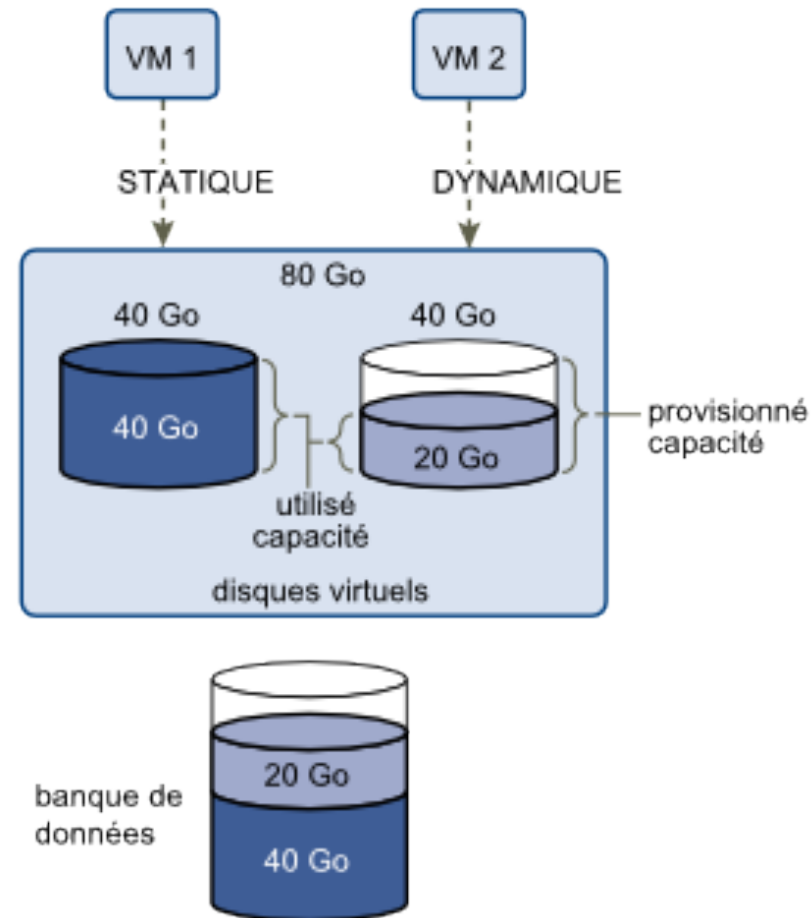 VM 1
VM 2
STATIQUE
DYNAMIQUE
80 Go
40 Go
40 Go
40 Go
20 Go
provisionné
capacité
utilisé
capacité
disques virtuels
20 Go
banque de
données
40 Go